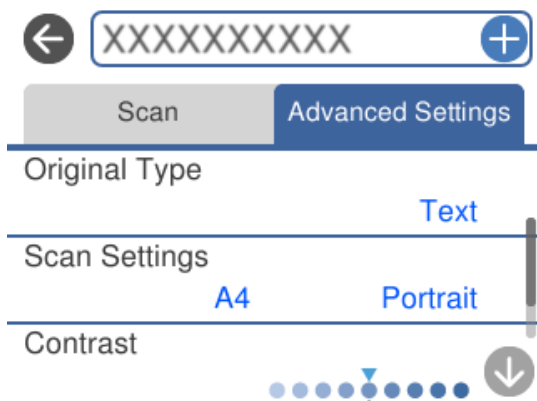 XXXXXXXXXX
Scan
Advanced Settings
Original Type
Text
Scan Settings
A4 Portrait
Contrast